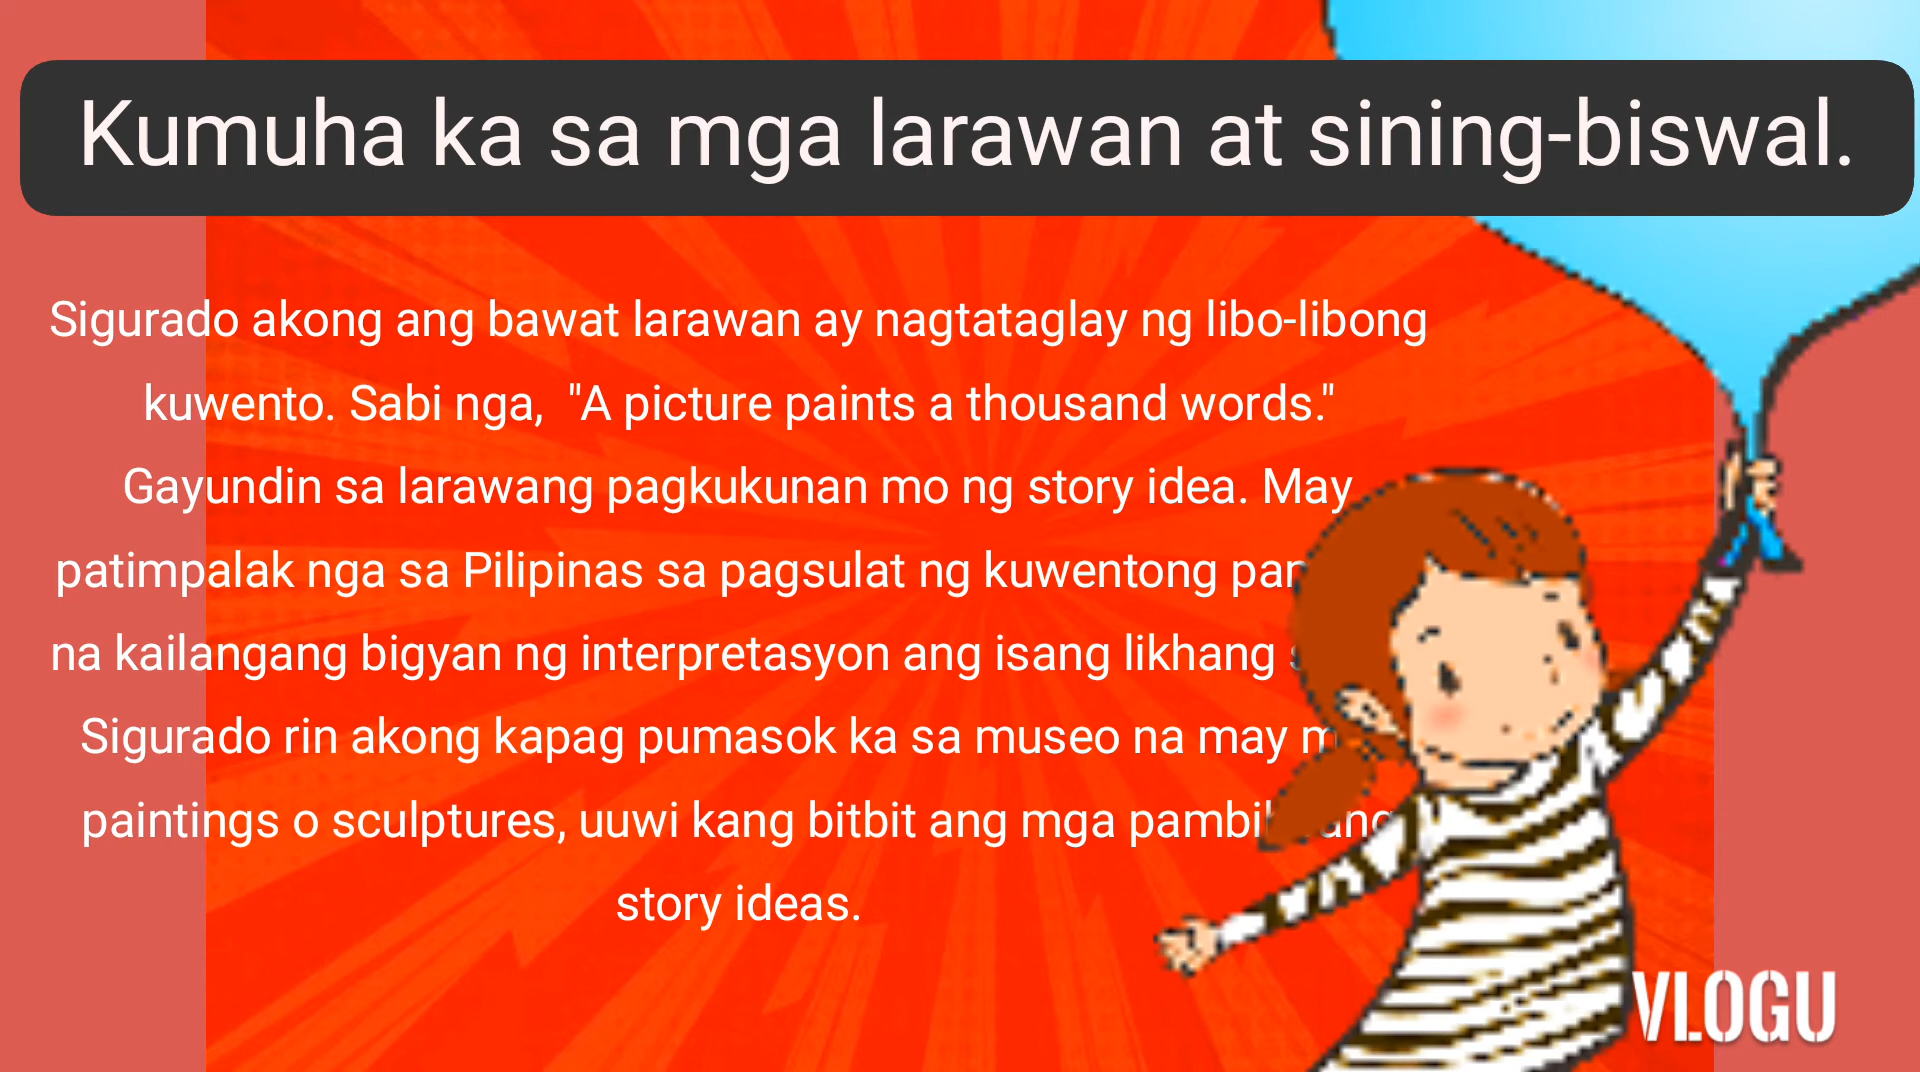 Kumuha ka sa mga larawan at sining-biswal.
Sigurado akong ang bawat larawan ay nagtataglay ng libo-libong
kuwento. Sabi nga, "A picture paints a thousand words."
Gayundin sa larawang pagkukunan mo ng story idea. May
patimpalak nga sa Pilipinas sa pagsulat ng kuwentong
na kailangang bigyan ng interpretasyon ang isang likhang
Sigurado rin akong kapag pumasok ka sa museo na may
paintings o sculptures, uuwi kang bitbit ang mga
story ideas.
VLOGU